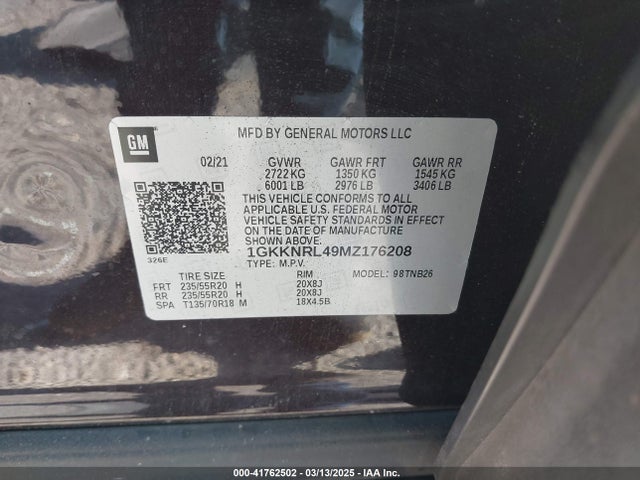 GM
MFD BY GENERAL MOTORS LLC
02/21 GVWR GAWR FRT GAWR RR
2722 KG 1350 KG 1545 KG
6001 LB 2976 LB 3406 LB
THIS VEHICLE CONFORMS TO ALL
APPLICABLE U.S. FEDERAL MOTOR
VEHICLE SAFETY STANDARDS IN EFFECT
ON THE DATE OF MANUFACTURE
SHOWN ABOVE.
326E 1GKKNRL49MZ176208
TYPE: M.P.V. MODEL: 98TNB26
TIRE SIZE RIM
FRT 235/55R20 H 20X8J
RR 235/55R20 H 20X8J
SPA T135/70R18 M 18X4.5B
000-41762502 - 03/13/2025 - IAA Inc.